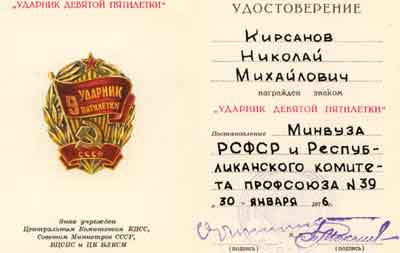 „УДАРНИК ДЕВЯТОЙ ПЯТИЛЕТКИ"
9
УДАРНИК
ПЯТИЛЕТКИ
СССР
Знак учрежден
Центральным Комитетом КПСС,
Советом Министров СССР,
ВЦСПС и ЦК ВЛКСМ
УДОСТОВЕРЕНИЕ
Кирсанов
Николай
Михайлович
награжден знаком
„УДАРНИК ДЕВЯТОЙ ПЯТИЛЕТКИ"
Постановление Минвуза
РСФСР и Респуб-
ликанского комите-
та профсоюза N 39
„30" января 1976.
(подпись) (подпись)